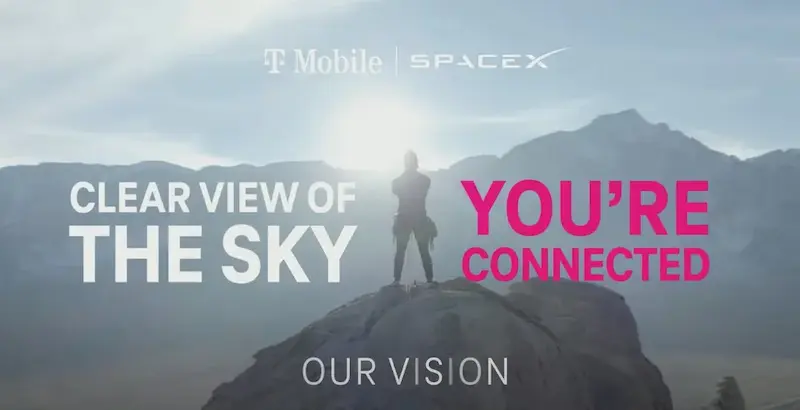 T Mobile | SPACEX
CLEAR VIEW OF
THE SKY
YOU'RE
CONNECTED
OUR VISION